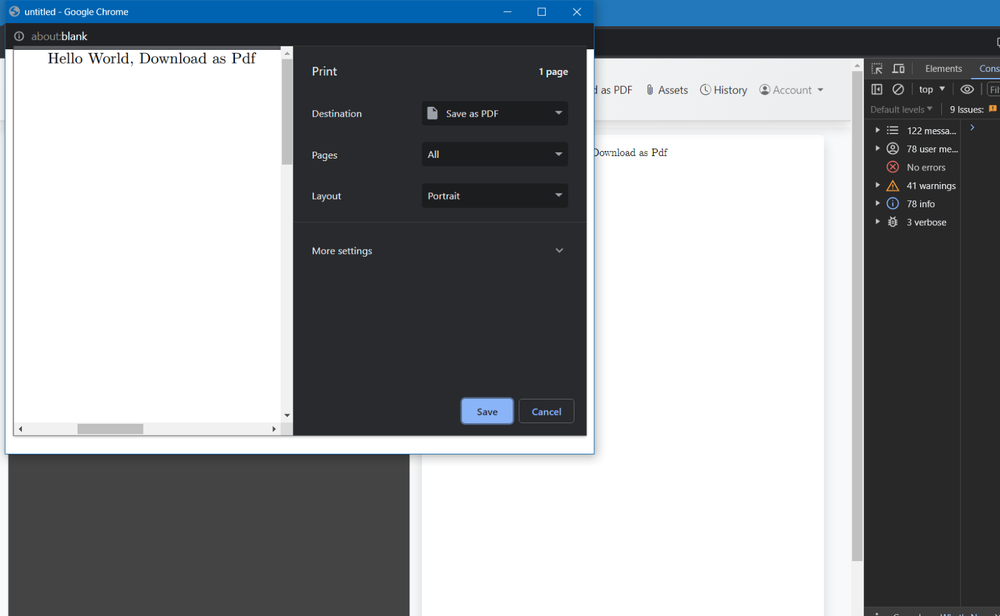 untitled - Google Chrome
about:blank
Hello World, Download as Pdf
Print
1 page
Destination
Save as PDF
Pages
All
Layout
Portrait
More settings
Save
Cancel
as PDF
Assets
History
Account
Download as Pdf
Elements
Cons
top
Fil
Default levels
9 Issues:
122 messa...
78 user me...
No errors
41 warnings
78 info
3 verbose